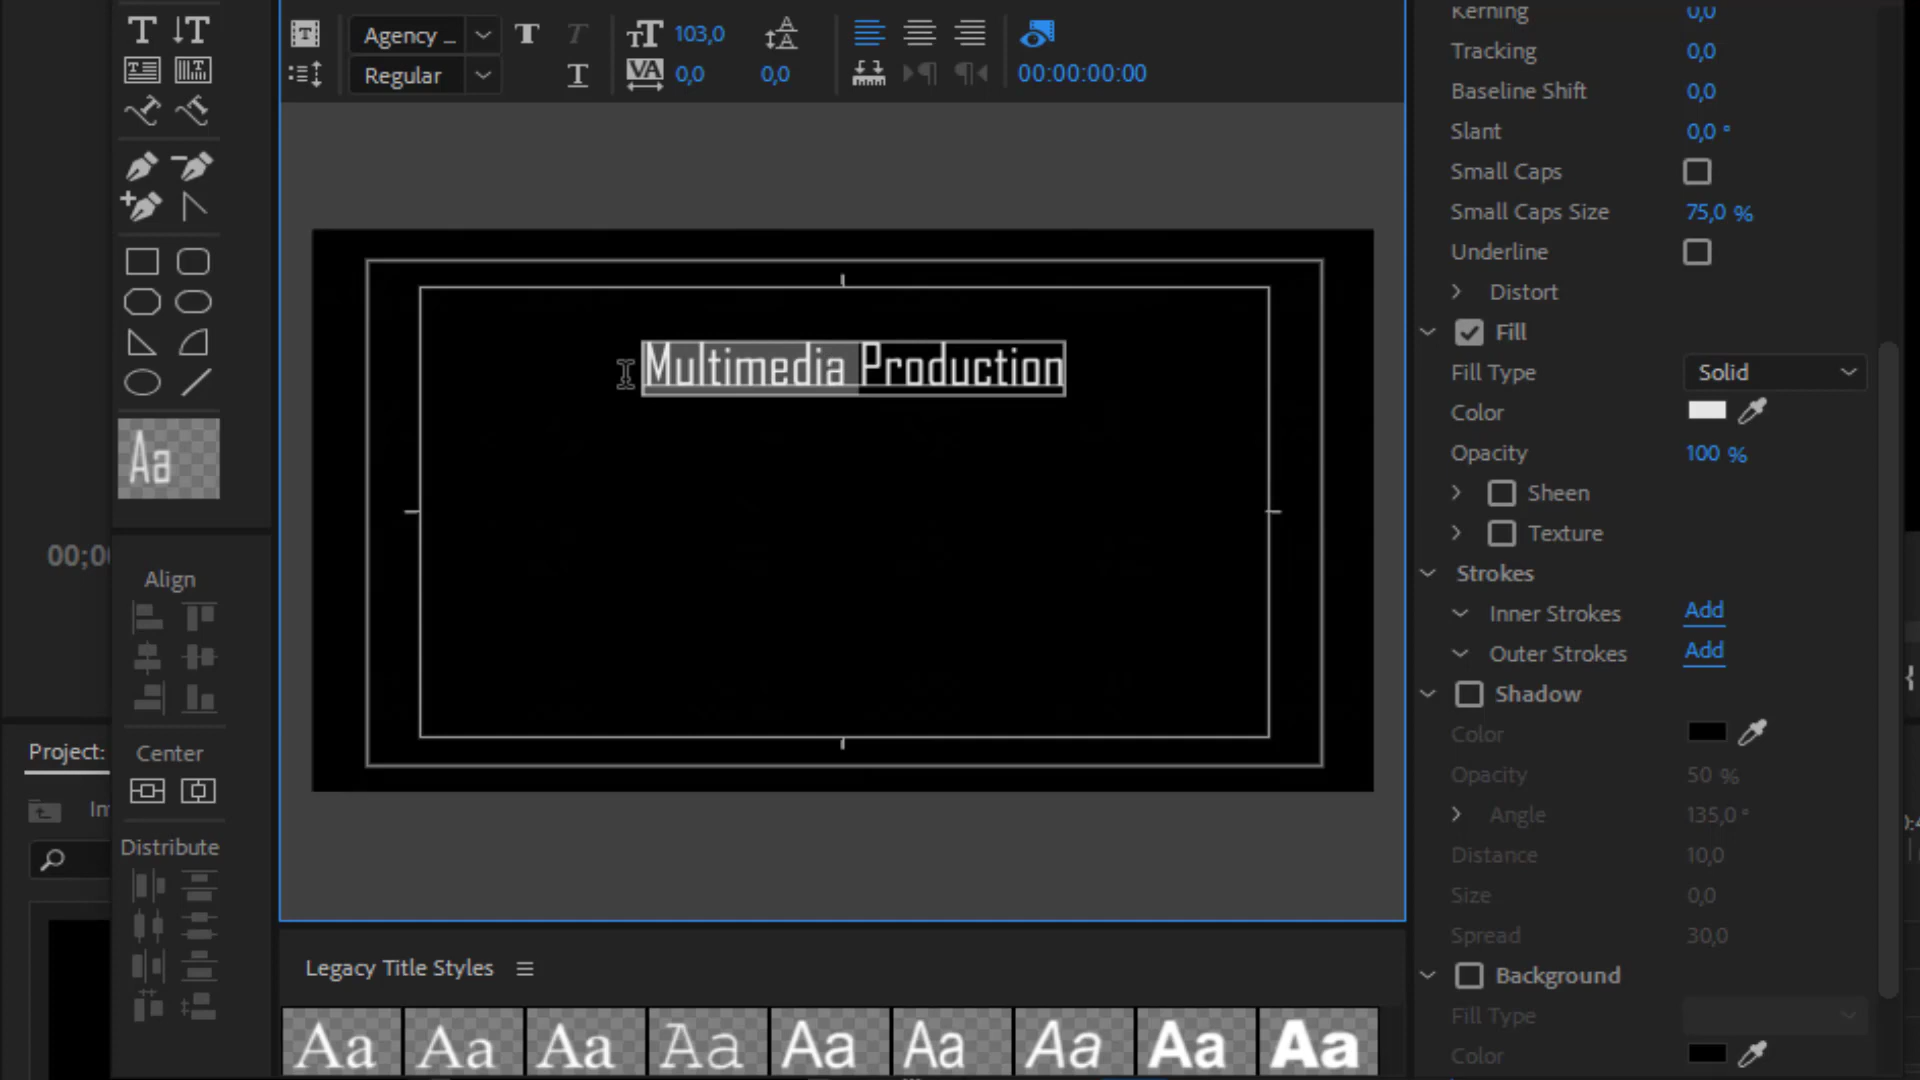 Agency _
103,0
Regular
0,0
0,0
00:00:00:00
Multimedia Production
Aa
Align
Project:
Center
Distribute
Legacy Title Styles
Aa Aa Aa Aa Aa Aa Aa Aa Aa
Kerning 0,0
Tracking 0,0
Baseline Shift 0,0
Slant 0,0 °
Small Caps
Small Caps Size 75,0 %
Underline
Distort
Fill
Fill Type Solid
Color
Opacity 100 %
Sheen
Texture
Strokes
Inner Strokes Add
Outer Strokes Add
Shadow
Color
Opacity 50 %
Angle 135,0 °
Distance 10,0
Size 0,0
Spread 30,0
Background
Fill Type
Color